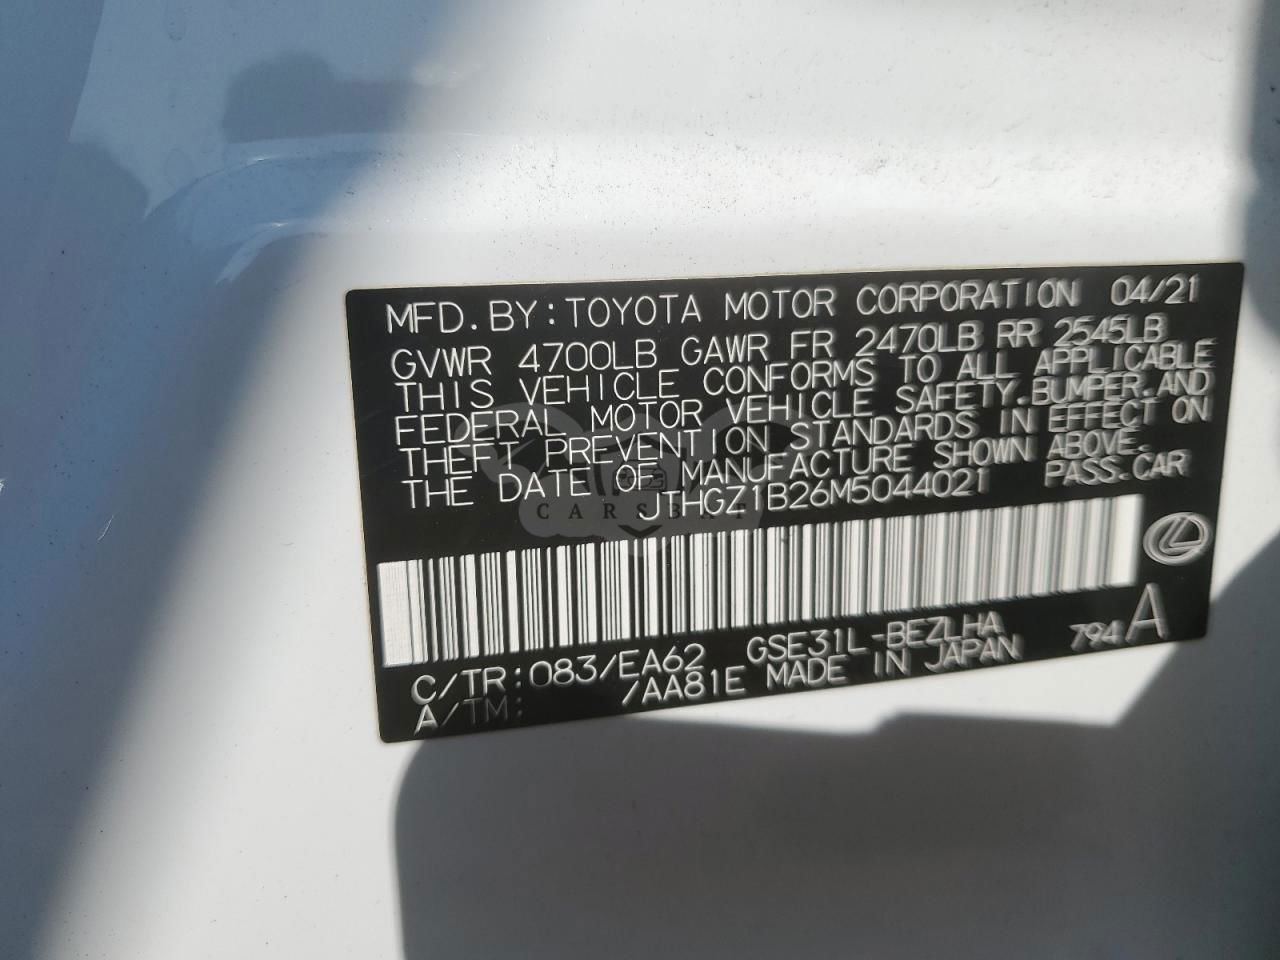 MFD. BY: TOYOTA MOTOR CORPORATION 04/21
GVWR 4700LB GAWR FR 2470LB RR 2545LB
THIS VEHICLE CONFORMS TO ALL APPLICABLE
FEDERAL MOTOR VEHICLE SAFETY.BUMPER.AND
THEFT PREVENTION STANDARDS IN EFFECT ON
THE DATE OF MANUFACTURE SHOWN ABOVE.
JTHGZ1B26M5044021 PASS.CAR
CARSBAT
C/TR: 083/EA62 GSE31L-BEZLHA 794 A
A/TM: /AA81E MADE IN JAPAN